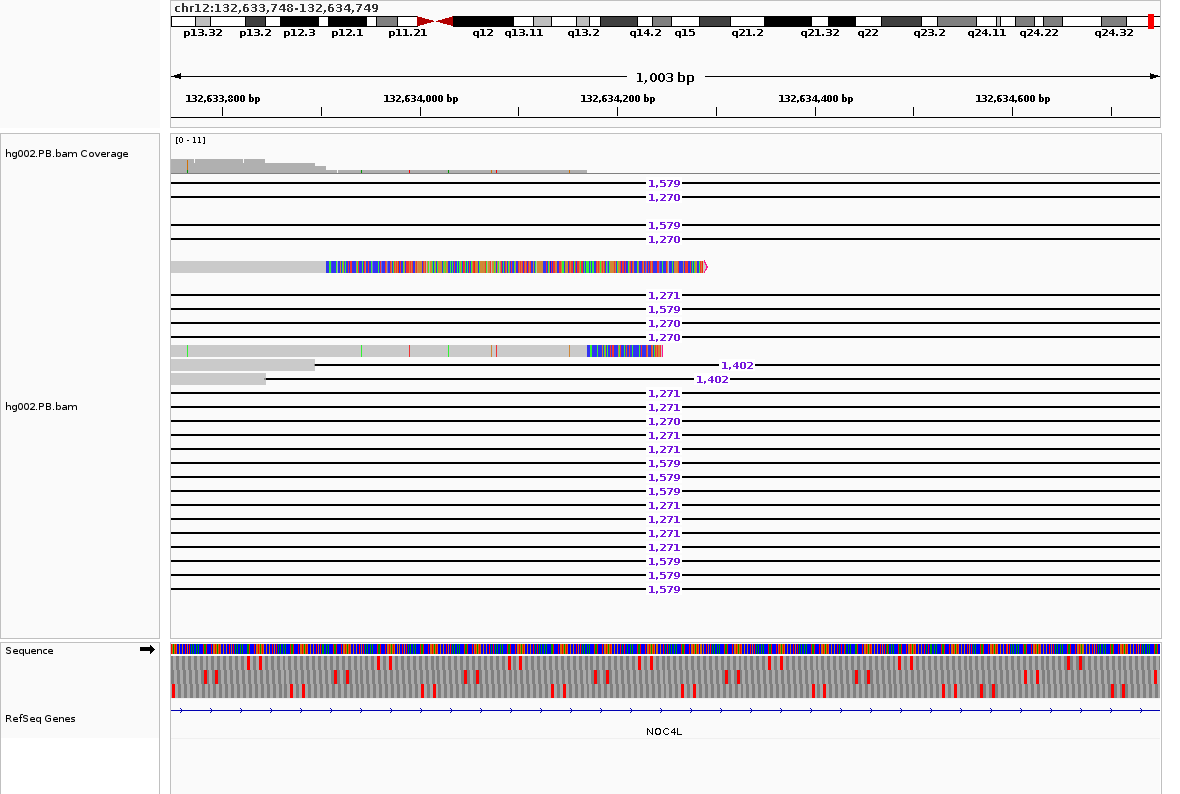 chr12:132,633,748-132,634,749
p13.32 p13.2 p12.3 p12.1 p11.21 q12 q13.11 q13.2 q14.2 q15 q21.2 q21.32 q22 q23.2 q24.11 q24.22 q24.32
1,003 bp
132,633,800 bp 132,634,000 bp 132,634,200 bp 132,634,400 bp 132,634,600 bp
[0 - 11]
hg002.PB.bam Coverage
1,579
1,270
1,579
1,270
1,271
1,579
1,270
1,270
1,402
1,402
1,271
hg002.PB.bam 1,271
1,270
1,271
1,271
1,579
1,579
1,579
1,271
1,271
1,271
1,271
1,579
1,579
1,579
Sequence
RefSeq Genes
NOC4L